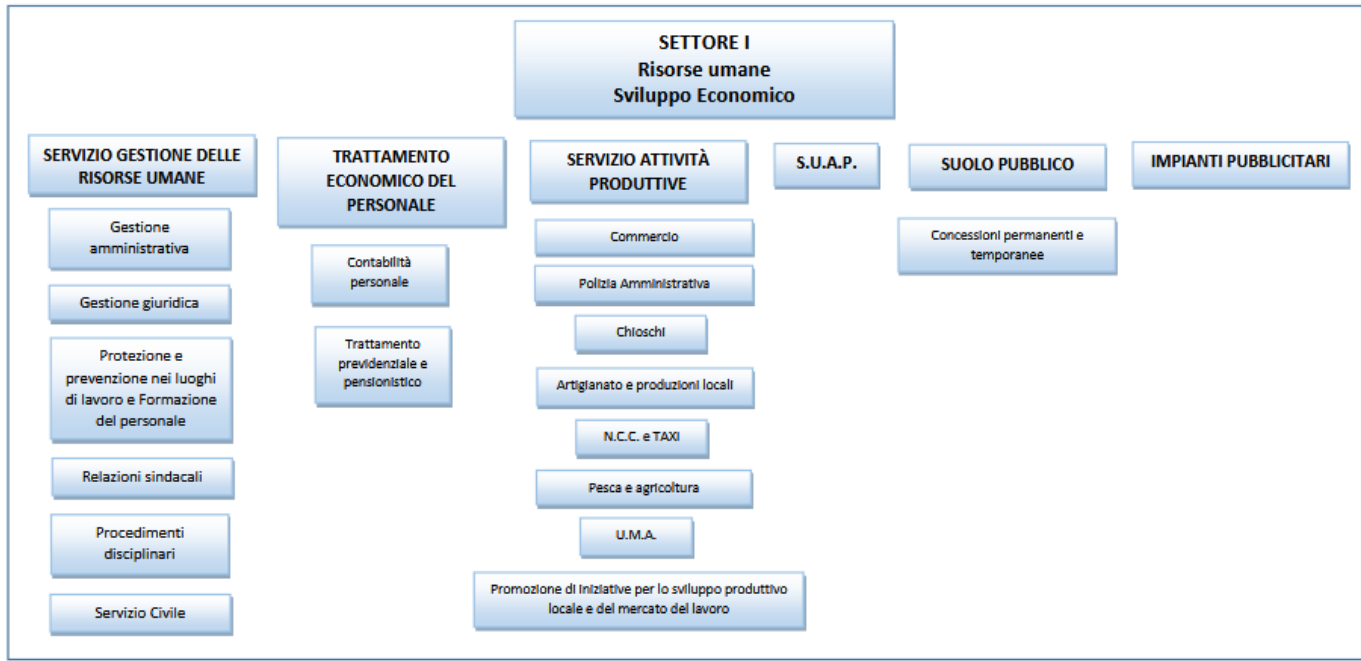 SETTORE I
Risorse umane
Sviluppo Economico
SERVIZIO GESTIONE DELLE
RISORSE UMANE
Gestione
amministrativa
Gestione giuridica
Protezione e
prevenzione nei luoghi
di lavoro e Formazione
del personale
Relazioni sindacali
Procedimenti
disciplinari
Servizio Civile
TRATTAMENTO
ECONOMICO DEL
PERSONALE
Contabilità
personale
Trattamento
previdenziale e
pensionistico
SERVIZIO ATTIVITÀ
PRODUTTIVE
Commercio
Polizia Amministrativa
Chioschi
Artigianato e produzioni locali
N.C.C. e TAXI
Pesca e agricoltura
U.M.A.
Promozione di iniziative per lo sviluppo produttivo
locale e del mercato del lavoro
S.U.A.P.
SUOLO PUBBLICO
Concessioni permanenti e
temporanee
IMPIANTI PUBBLICITARI